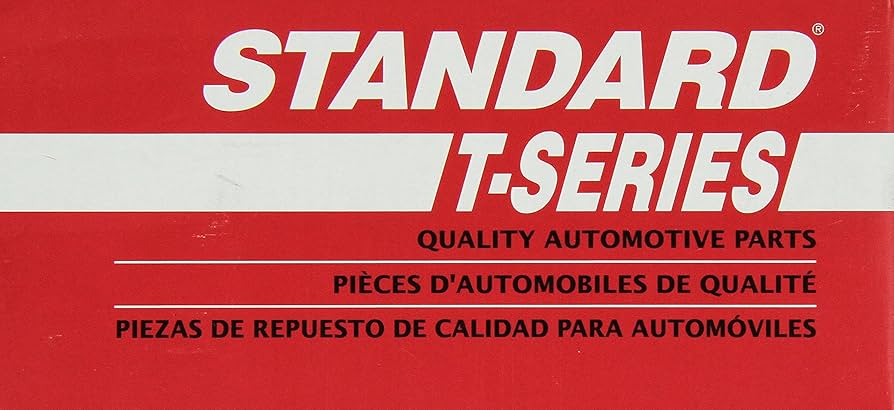 STANDARD®
T-SERIES
QUALITY AUTOMOTIVE PARTS
PIÈCES D'AUTOMOBILES DE QUALITÉ
PIEZAS DE REPUESTO DE CALIDAD PARA AUTOMÓVILES